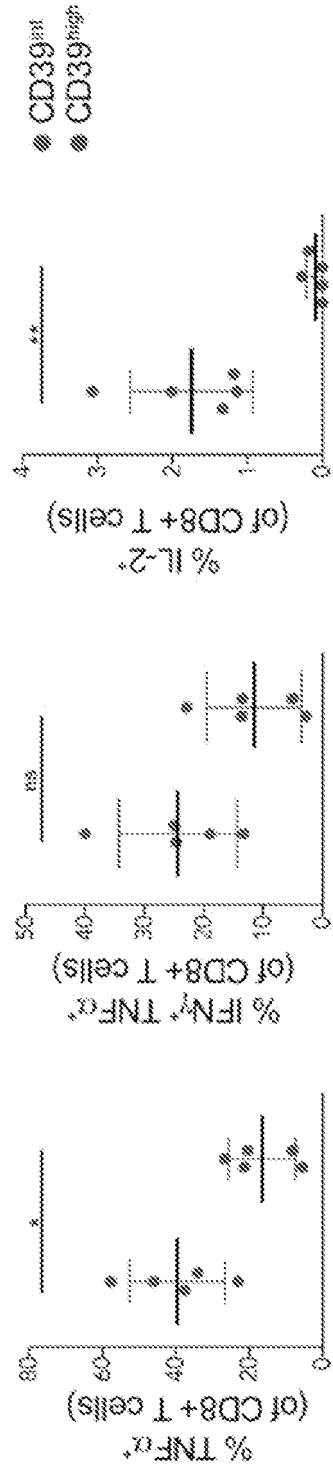 % TNFα⁺
(of CD8+ T cells)
80
60
40
20
0
*
% IFNγ⁺ TNFα⁺
(of CD8+ T cells)
50
40
30
20
10
0
ns
% IL-2⁺
(of CD8+ T cells)
4
3
2
1
0
**
CD39ⁱⁿᵗ
CD39ʰⁱᵍʰ